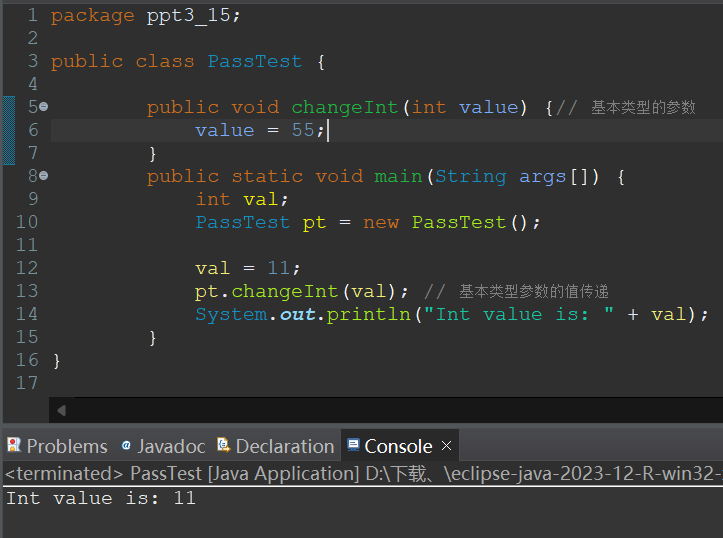 1 package ppt3_15;
2
3 public class PassTest {
4
5 public void changeInt(int value) {// 基本类型的参数
6 value = 55;
7 }
8 public static void main(String args[]) {
9 int val;
10 PassTest pt = new PassTest();
11
12 val = 11;
13 pt.changeInt(val); // 基本类型参数的值传递
14 System.out.println("Int value is: " + val);
15 }
16 }
17
Problems @ Javadoc Declaration Console ×
<terminated> PassTest [Java Application] D:\下载、\eclipse-java-2023-12-R-win32-
Int value is: 11